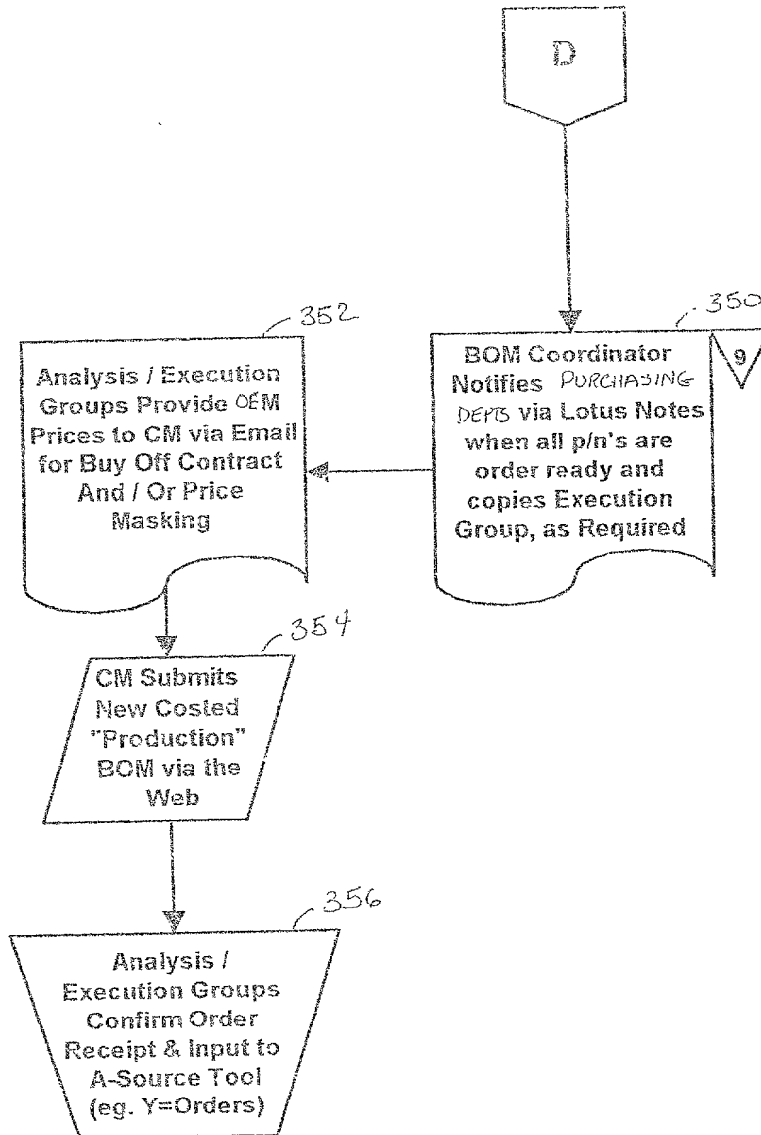 D
350
BOM Coordinator
Notifies PURCHASING
DEPTS via Lotus Notes
when all p/n's are
order ready and
copies Execution
Group, as Required
9
352
Analysis / Execution
Groups Provide OEM
Prices to CM via Email
for Buy Off Contract
And / Or Price
Masking
354
CM Submits
New Costed
"Production"
BOM via the
Web
356
Analysis /
Execution Groups
Confirm Order
Receipt & Input to
A-Source Tool
(eg. Y=Orders)